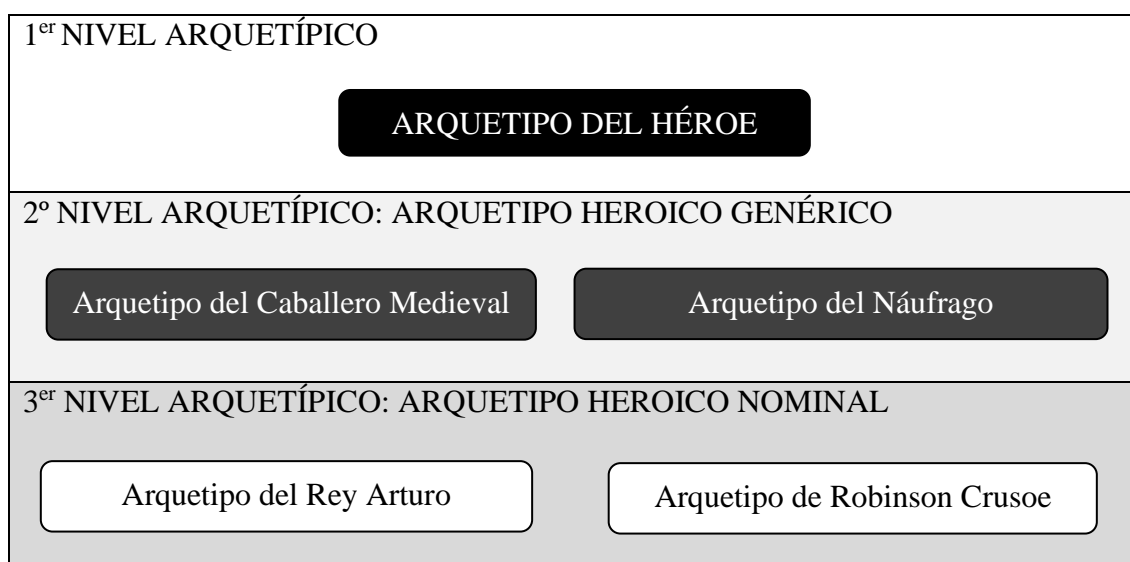 1er NIVEL ARQUETÍPICO
ARQUETIPO DEL HÉROE
2º NIVEL ARQUETÍPICO: ARQUETIPO HEROICO GENÉRICO
Arquetipo del Caballero Medieval
Arquetipo del Náufrago
3er NIVEL ARQUETÍPICO: ARQUETIPO HEROICO NOMINAL
Arquetipo del Rey Arturo
Arquetipo de Robinson Crusoe